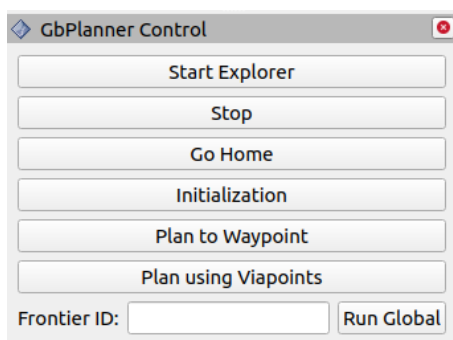 GbPlanner Control
Start Explorer
Stop
Go Home
Initialization
Plan to Waypoint
Plan using Viapoints
Frontier ID: Run Global